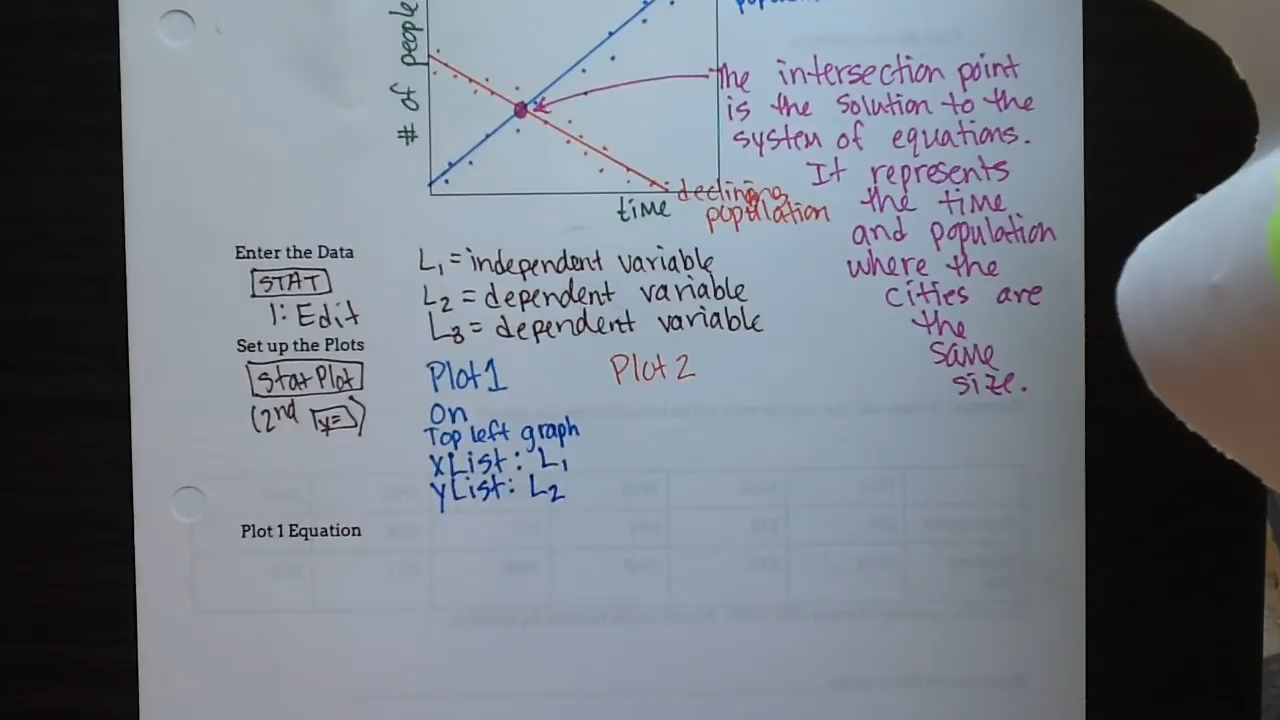 # of people
The intersection point
is the solution to the
system of equations.
It represents
the time
and population
where the
cities are
the
same
size.
declining
population
time
Enter the Data
STAT
1: Edit
L1 = independent variable
L2 = dependent variable
L3 = dependent variable
Set up the Plots
Stat Plot
(2nd y=)
Plot 1
On
Top left graph
xList: L1
yList: L2
Plot 2
Plot 1 Equation